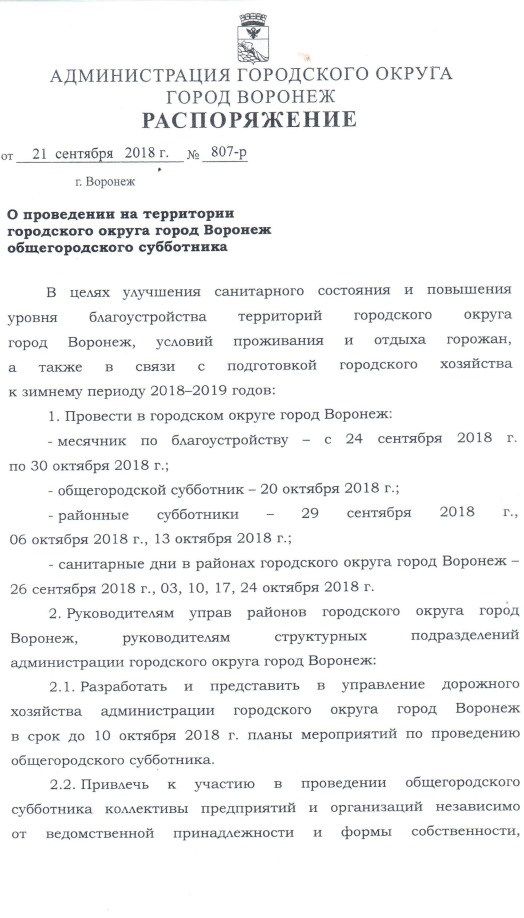 АДМИНИСТРАЦИЯ ГОРОДСКОГО ОКРУГА
ГОРОД ВОРОНЕЖ
РАСПОРЯЖЕНИЕ
от 21 сентября 2018 г. № 807-р
г. Воронеж
О проведении на территории
городского округа город Воронеж
общегородского субботника
В целях улучшения санитарного состояния и повышения
уровня благоустройства территорий городского округа
город Воронеж, условий проживания и отдыха горожан,
а также в связи с подготовкой городского хозяйства
к зимнему периоду 2018–2019 годов:
1. Провести в городском округе город Воронеж:
- месячник по благоустройству – с 24 сентября 2018 г.
по 30 октября 2018 г.;
- общегородской субботник – 20 октября 2018 г.;
- районные субботники – 29 сентября 2018 г.,
06 октября 2018 г., 13 октября 2018 г.;
- санитарные дни в районах городского округа город Воронеж –
26 сентября 2018 г., 03, 10, 17, 24 октября 2018 г.
2. Руководителям управ районов городского округа город
Воронеж, руководителям структурных подразделений
администрации городского округа город Воронеж:
2.1. Разработать и представить в управление дорожного
хозяйства администрации городского округа город Воронеж
в срок до 10 октября 2018 г. планы мероприятий по проведению
общегородского субботника.
2.2. Привлечь к участию в проведении общегородского
субботника коллективы предприятий и организаций независимо
от ведомственной принадлежности и формы собственности,